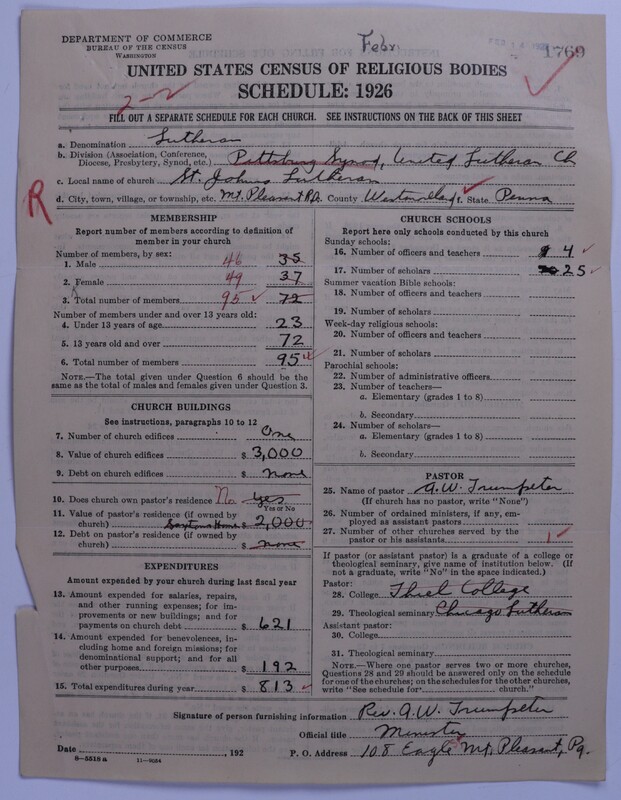 DEPARTMENT OF COMMERCE
BUREAU OF THE CENSUS
WASHINGTON
Febr.
1769
UNITED STATES CENSUS OF RELIGIOUS BODIES
SCHEDULE: 1926
2-2
FILL OUT A SEPARATE SCHEDULE FOR EACH CHURCH. SEE INSTRUCTIONS ON THE BACK OF THIS SHEET
a. Denomination Lutheran
b. Division (Association, Conference, Diocese, Presbytery, Synod, etc.) Pittsburg Synod, United Lutheran Ch
c. Local name of church St. Johns Lutheran
R
d. City, town, village, or township, etc. Mt. Pleasant County Westmoreland State Penna
MEMBERSHIP
Report number of members according to definition of
member in your church
Number of members, by sex:
1. Male 46 35
2. Female 49 37
3. Total number of members 95 72
Number of members under and over 13 years old:
4. Under 13 years of age 23
5. 13 years old and over 72
6. Total number of members 95
NOTE.—The total given under Question 6 should be the
same as the total of males and females given under Question 3.
CHURCH BUILDINGS
See instructions, paragraphs 10 to 12
7. Number of church edifices One
8. Value of church edifices $ 3,000
9. Debt on church edifices $ none
10. Does church own pastor's residence No yes
Yes or No
11. Value of pastor's residence (if owned by
church) Sextons Home $ 2,000
12. Debt on pastor's residence (if owned by
church) $ none
EXPENDITURES
Amount expended by your church during last fiscal year
13. Amount expended for salaries, repairs,
and other running expenses; for im-
provements or new buildings; and for
payments on church debt $ 621
14. Amount expended for benevolences, in-
cluding home and foreign missions; for
denominational support; and for all
other purposes $ 192
15. Total expenditures during year $ 813
CHURCH SCHOOLS
Report here only schools conducted by this church
Sunday schools:
16. Number of officers and teachers 4
17. Number of scholars 25
Summer vacation Bible schools:
18. Number of officers and teachers
19. Number of scholars
Week-day religious schools:
20. Number of officers and teachers
21. Number of scholars
Parochial schools:
22. Number of administrative officers
23. Number of teachers—
a. Elementary (grades 1 to 8)
b. Secondary
24. Number of scholars—
a. Elementary (grades 1 to 8)
b. Secondary
PASTOR
25. Name of pastor A.W. Trumpeter
(If church has no pastor, write "None")
26. Number of ordained ministers, if any, em-
ployed as assistant pastors
27. Number of other churches served by the
pastor or his assistants 1
If pastor (or assistant pastor) is a graduate of a college or
theological seminary, give name of institution below. (If
not a graduate, write "No" in the space indicated.)
Pastor:
28. College Thiel College
29. Theological seminary Chicago Lutheran
Assistant pastor:
30. College
31. Theological seminary
NOTE.—Where one pastor serves two or more churches,
Questions 28 and 29 should be answered only on the schedule
for one of the churches; on the schedules for the other churches,
write "See schedule for church."
Signature of person furnishing information Rev. A.W. Trumpeter
Official title Minister
Date , 192 P. O. Address 108 Eagle St Mt. Pleasant, Pa.
8—5518 a 11—9034